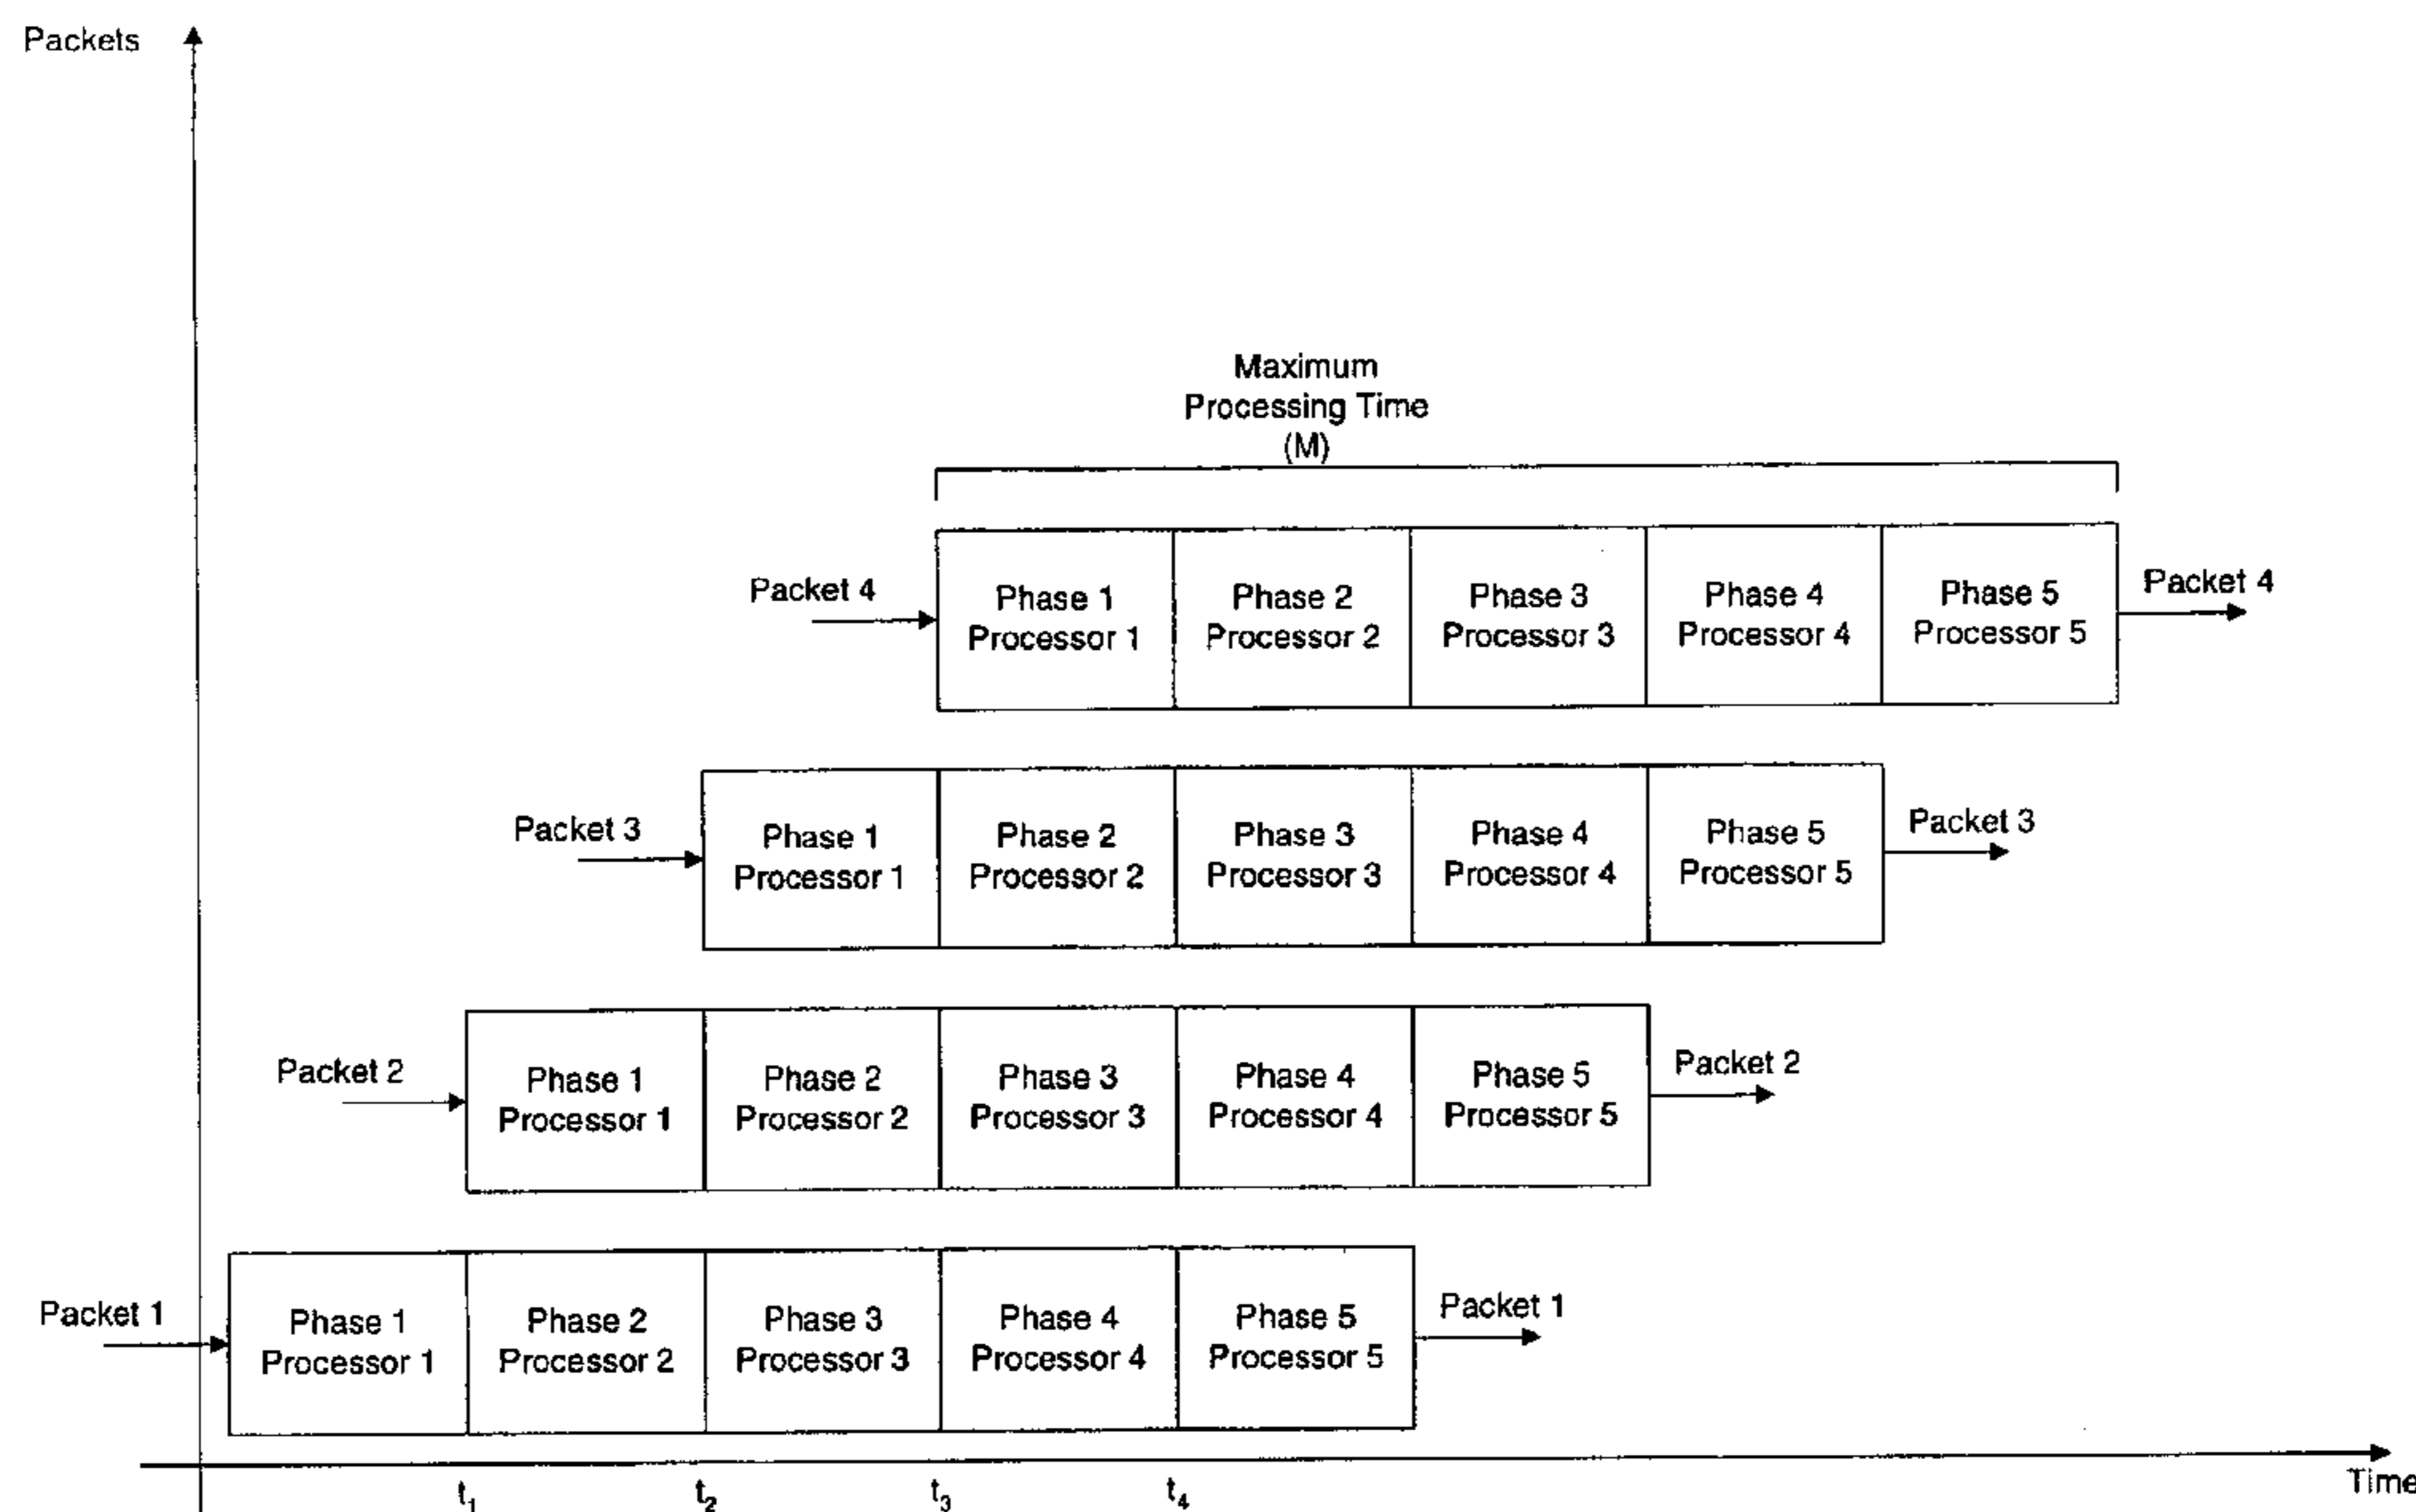 Packets
Maximum
Processing Time
(M)
Packet 4
Phase 1
Processor 1
Phase 2
Processor 2
Phase 3
Processor 3
Phase 4
Processor 4
Phase 5
Processor 5
Packet 4
Packet 3
Phase 1
Processor 1
Phase 2
Processor 2
Phase 3
Processor 3
Phase 4
Processor 4
Phase 5
Processor 5
Packet 3
Packet 2
Phase 1
Processor 1
Phase 2
Processor 2
Phase 3
Processor 3
Phase 4
Processor 4
Phase 5
Processor 5
Packet 2
Packet 1
Phase 1
Processor 1
Phase 2
Processor 2
Phase 3
Processor 3
Phase 4
Processor 4
Phase 5
Processor 5
Packet 1
t₁ t₂ t₃ t₄
Time